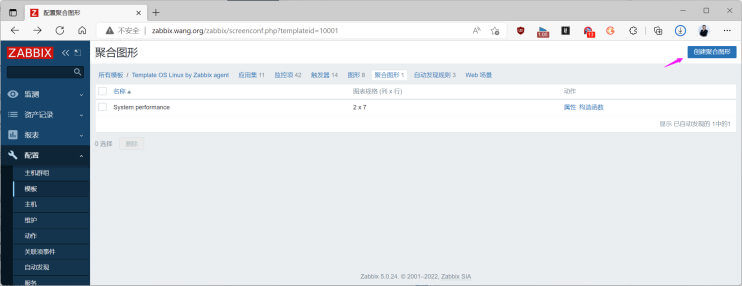 配置聚合图形
不安全 | zabbix.wang.org/zabbix/screenconf.php?templateid=10001
ZABBIX
聚合图形
创建聚合图形
所有模板 / Template OS Linux by Zabbix agent 应用集 11 监控项 42 触发器 14 图形 8 聚合图形 1 自动发现规则 3 Web 场景
名称 图表规格 (列 x 行) 动作
System performance 2 x 7 属性 构造函数
显示 已自动发现的 1中的1
0 选择 删除
监测
资产记录
报表
配置
主机群组
模板
主机
维护
动作
关联项事件
自动发现
服务
Zabbix 5.0.24. © 2001–2022, Zabbix SIA